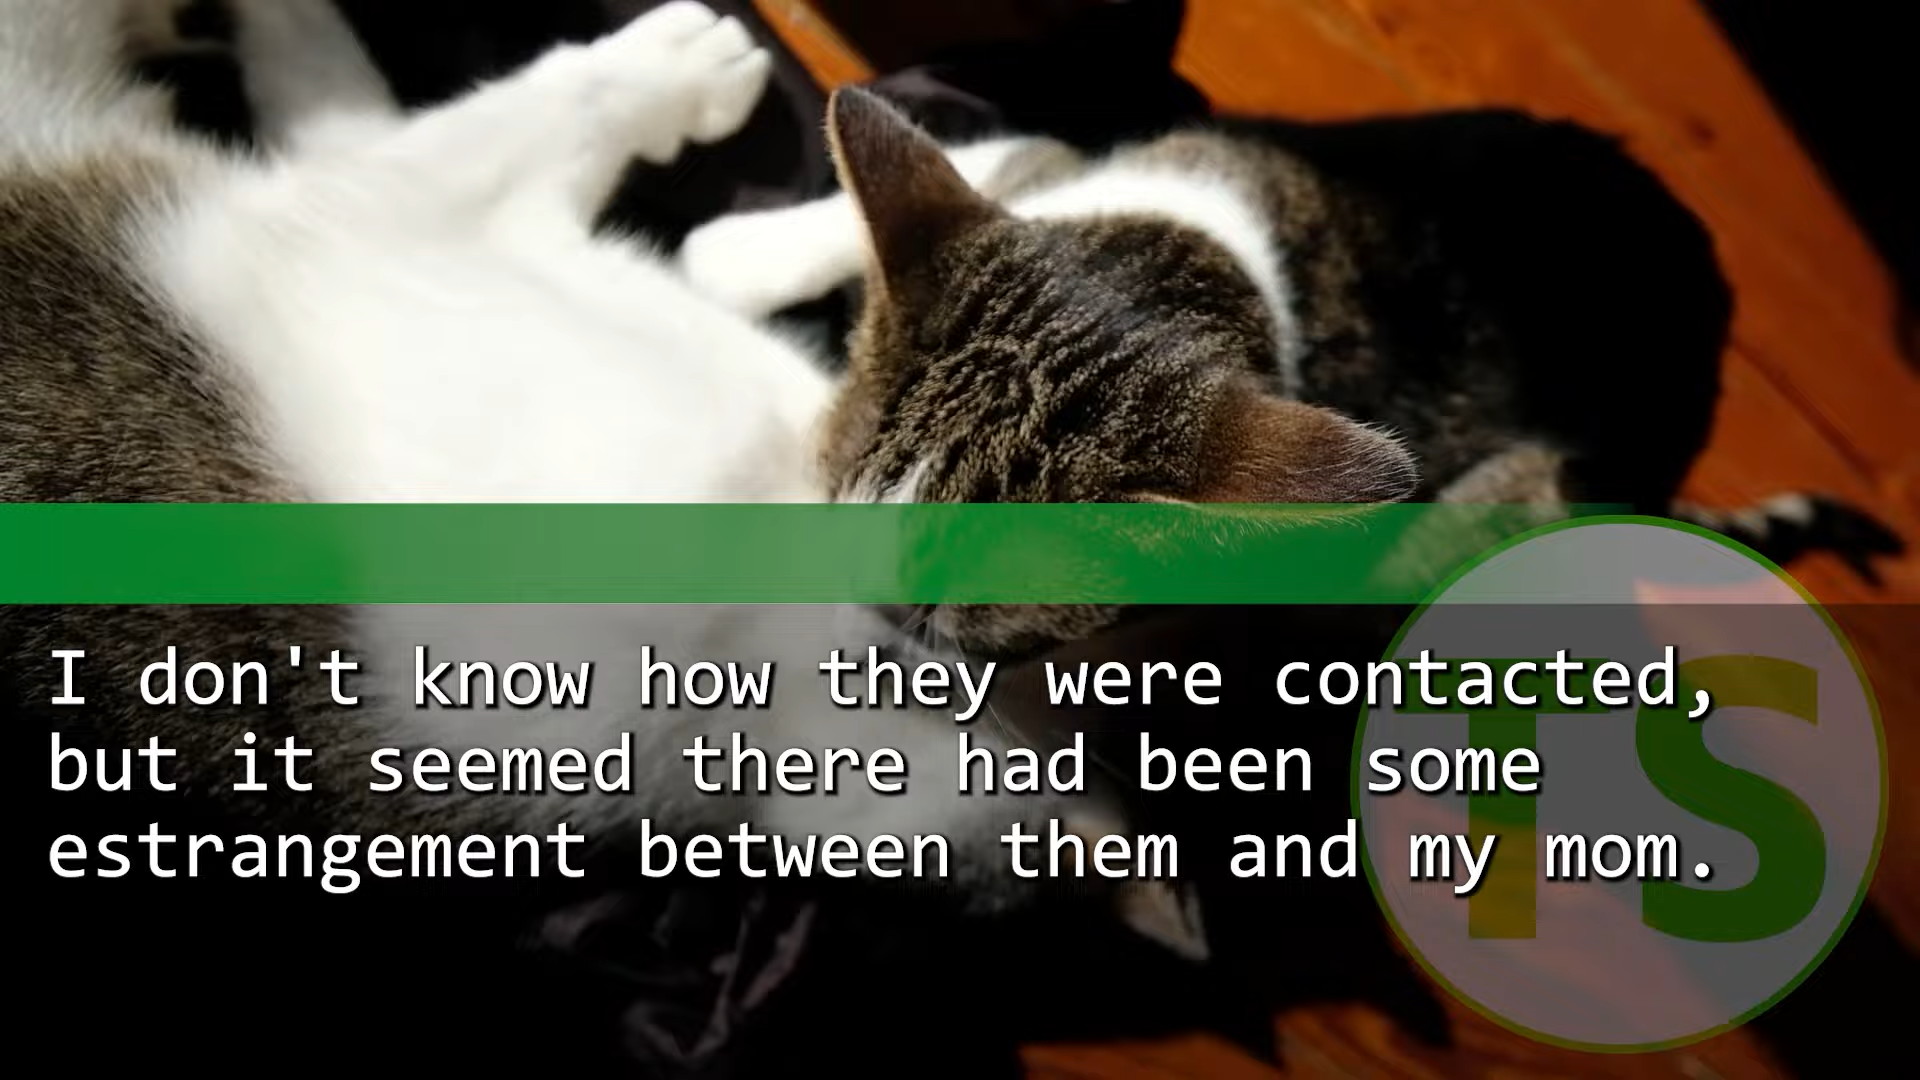 I don't know how they were contacted,
but it seemed there had been some
estrangement between them and my mom.
TS